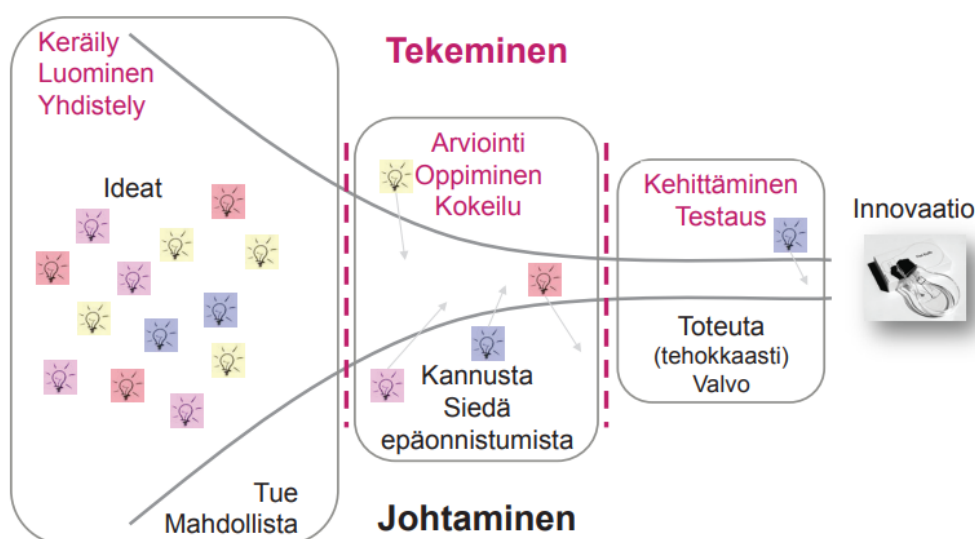 Keräily
Luominen
Yhdistely
Tekeminen
Ideat
Arviointi
Oppiminen
Kokeilu
Kehittäminen
Testaus
Innovaatio
Toteuta
(tehokkaasti)
Valvo
Kannusta
Siedä
epäonnistumista
Tue
Mahdollista
Johtaminen